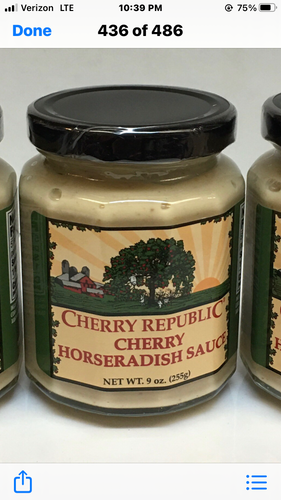 Verizon LTE 10:39 PM 75%
Done 436 of 486
CHERRY REPUBLIC
CHERRY
HORSERADISH SAUCE
NET WT. 9 oz. (255g)